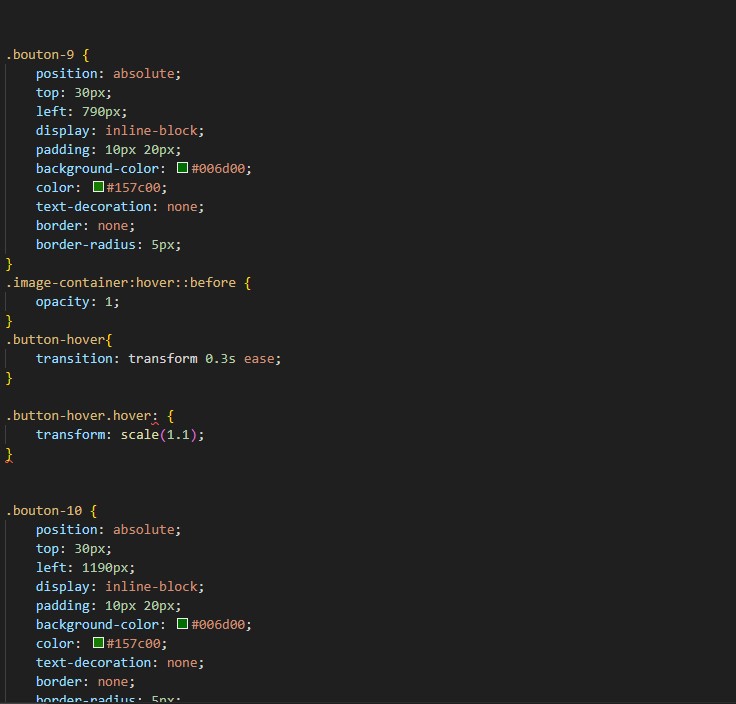 .bouton-9 {
    position: absolute;
    top: 30px;
    left: 790px;
    display: inline-block;
    padding: 10px 20px;
    background-color: #006d00;
    color: #157c00;
    text-decoration: none;
    border: none;
    border-radius: 5px;
}
.image-container:hover::before {
    opacity: 1;
}
.button-hover{
    transition: transform 0.3s ease;
}
.button-hover.hover: {
    transform: scale(1.1);
}
.bouton-10 {
    position: absolute;
    top: 30px;
    left: 1190px;
    display: inline-block;
    padding: 10px 20px;
    background-color: #006d00;
    color: #157c00;
    text-decoration: none;
    border: none;
    border-radius: 5px;